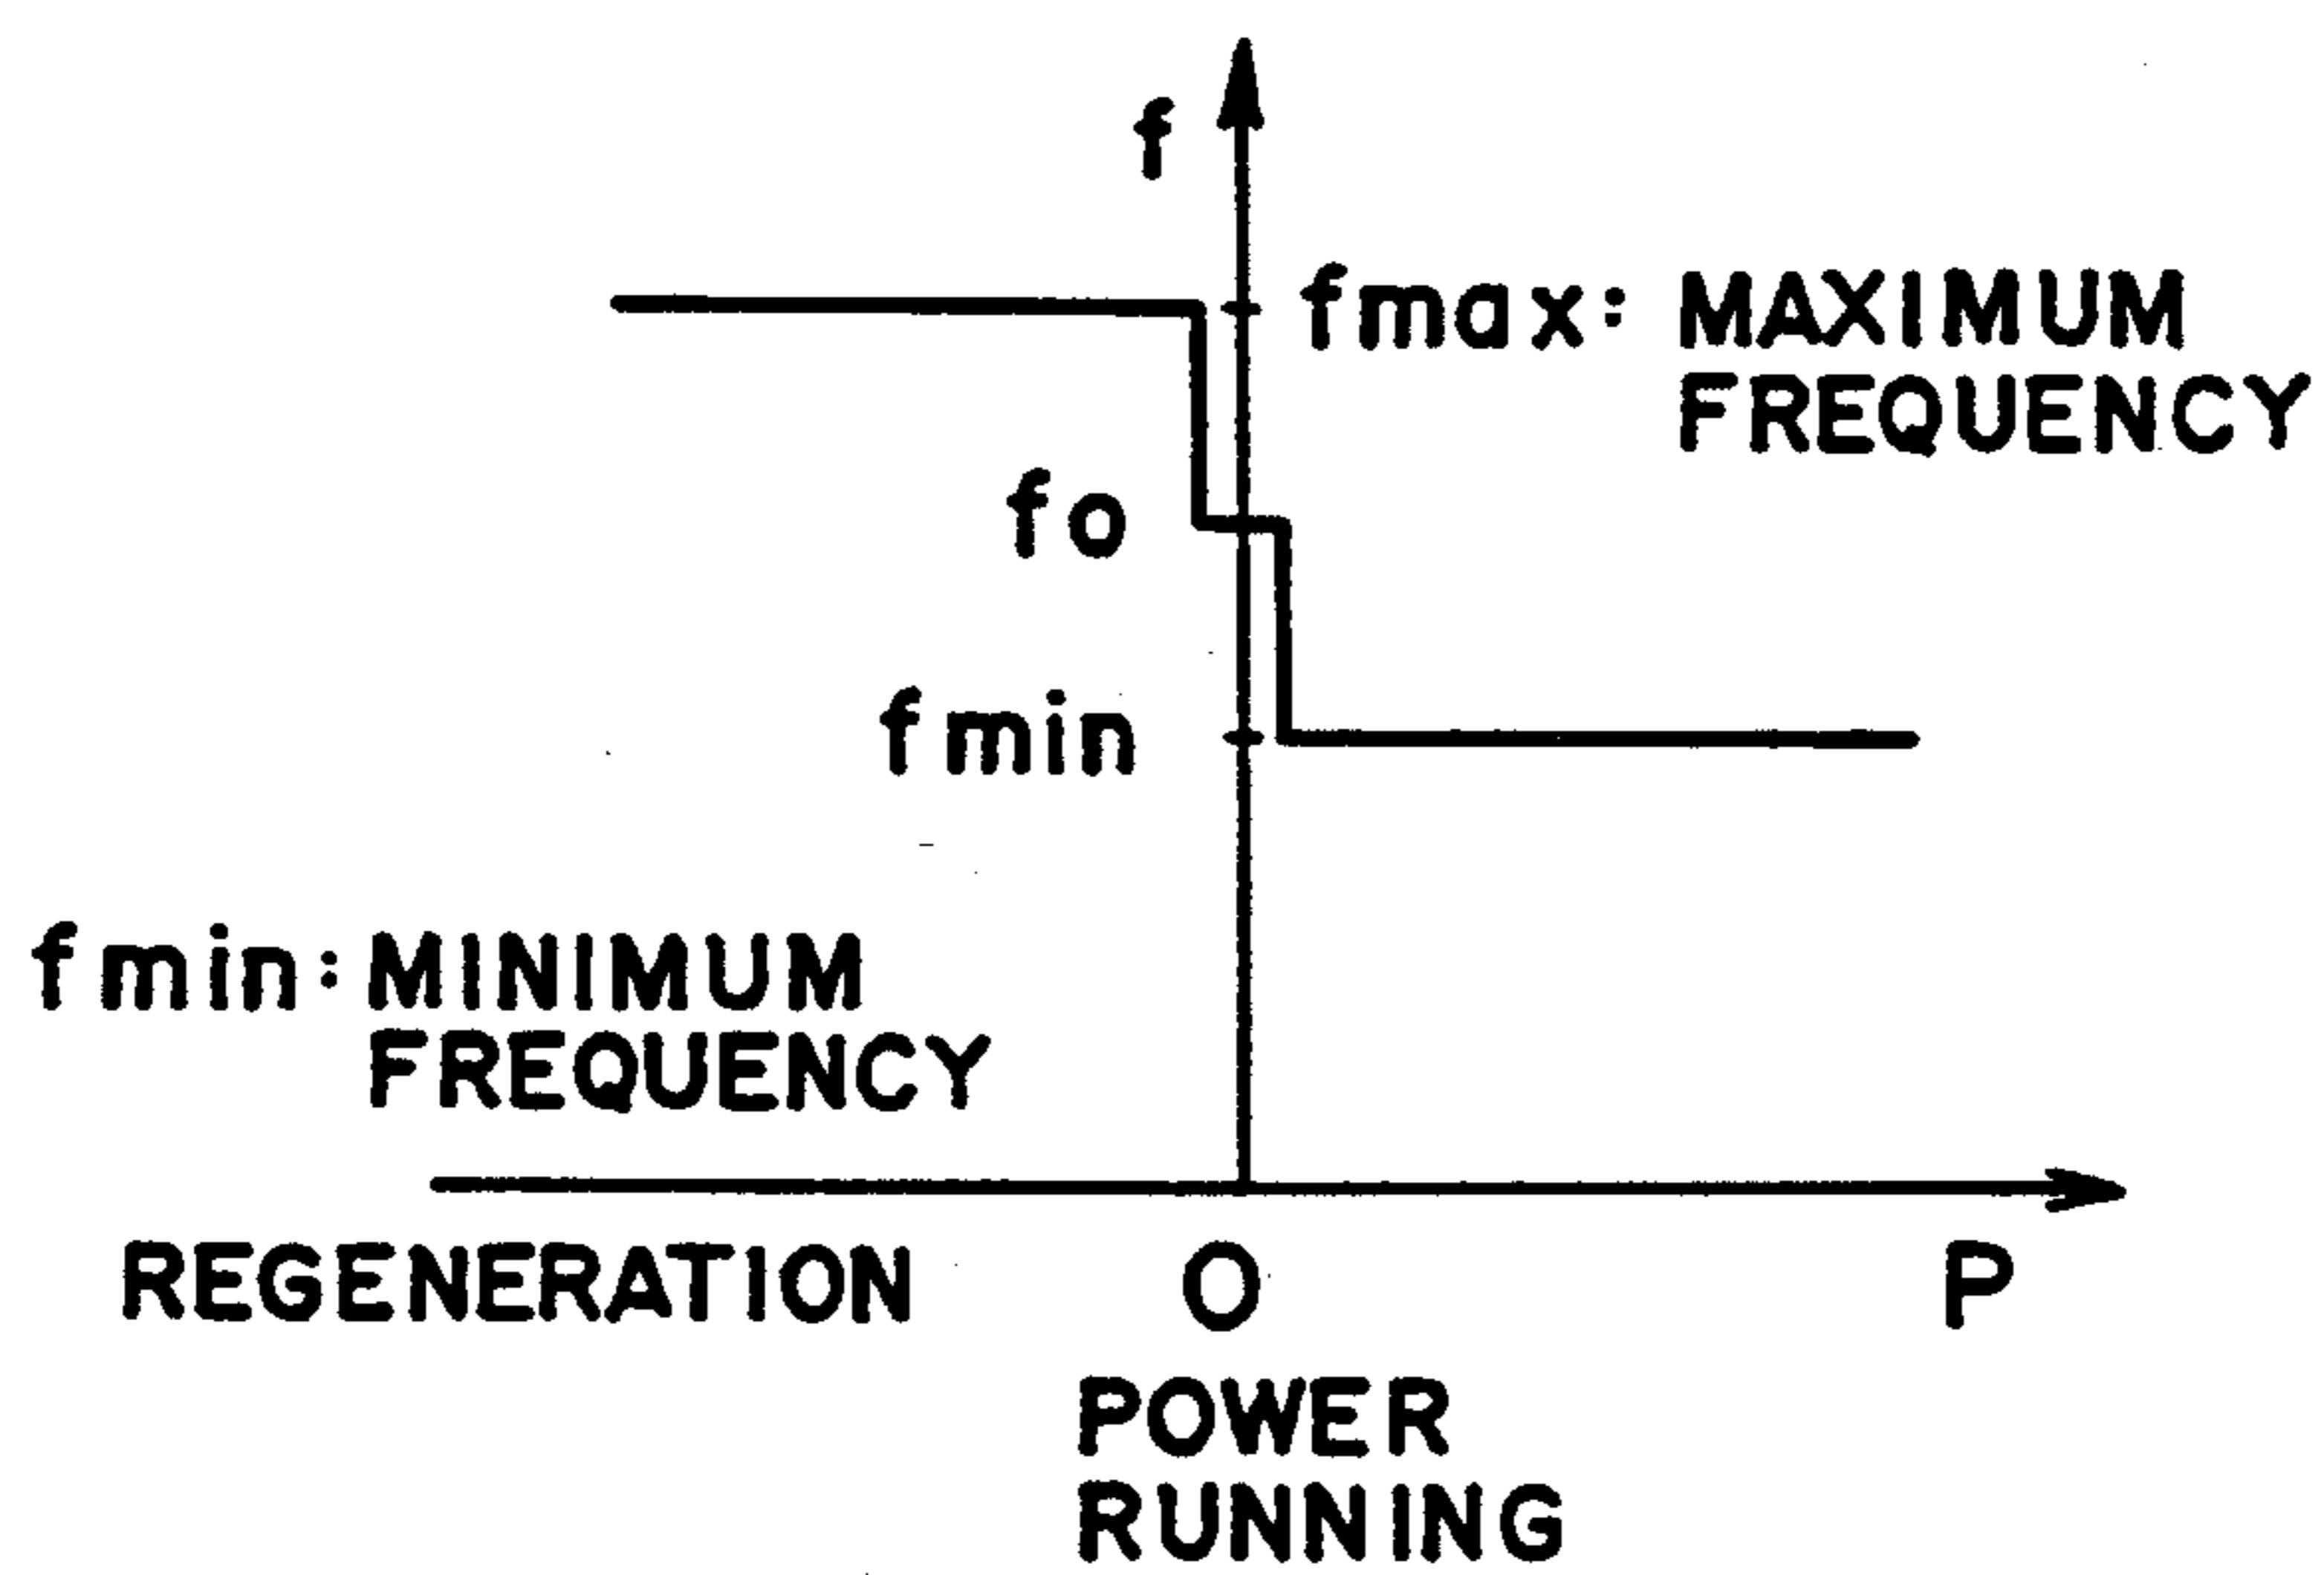 f
fmax: MAXIMUM
FREQUENCY
fo
fmin
fmin: MINIMUM
FREQUENCY
REGENERATION
O
P
POWER
RUNNING